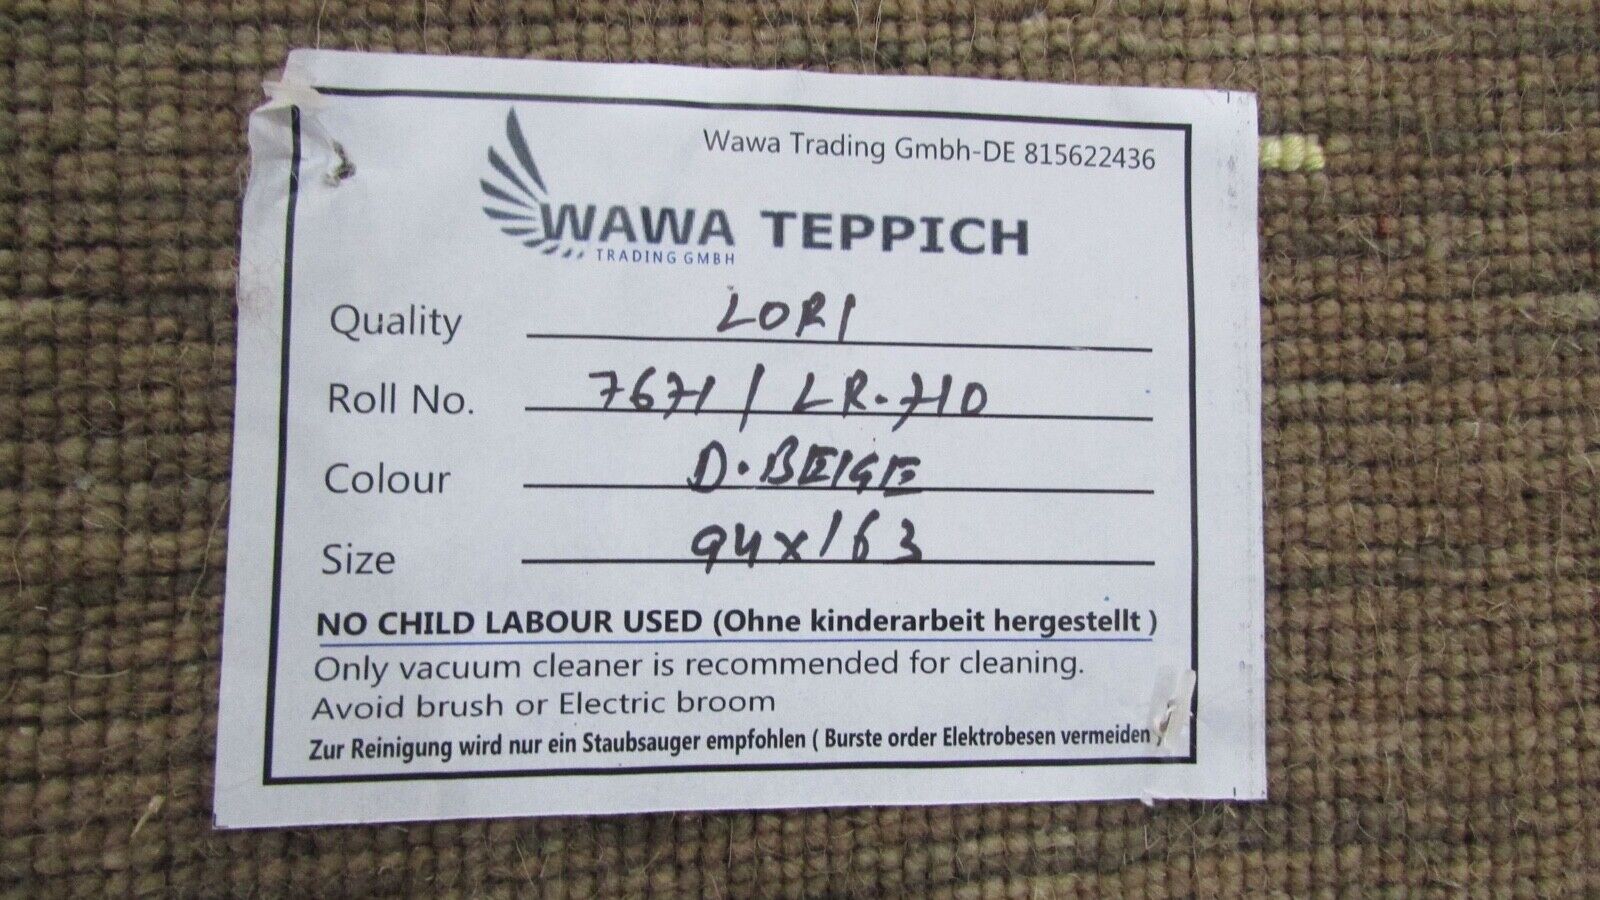 Wawa Trading Gmbh-DE 815622436
WAWA TEPPICH
TRADING GMBH
Quality LORI
Roll No. 7671 / LR.710
Colour D.BEIGE
Size 94x163
NO CHILD LABOUR USED (Ohne kinderarbeit hergestellt )
Only vacuum cleaner is recommended for cleaning.
Avoid brush or Electric broom
Zur Reinigung wird nur ein Staubsauger empfohlen ( Burste order Elektrobesen vermeiden )